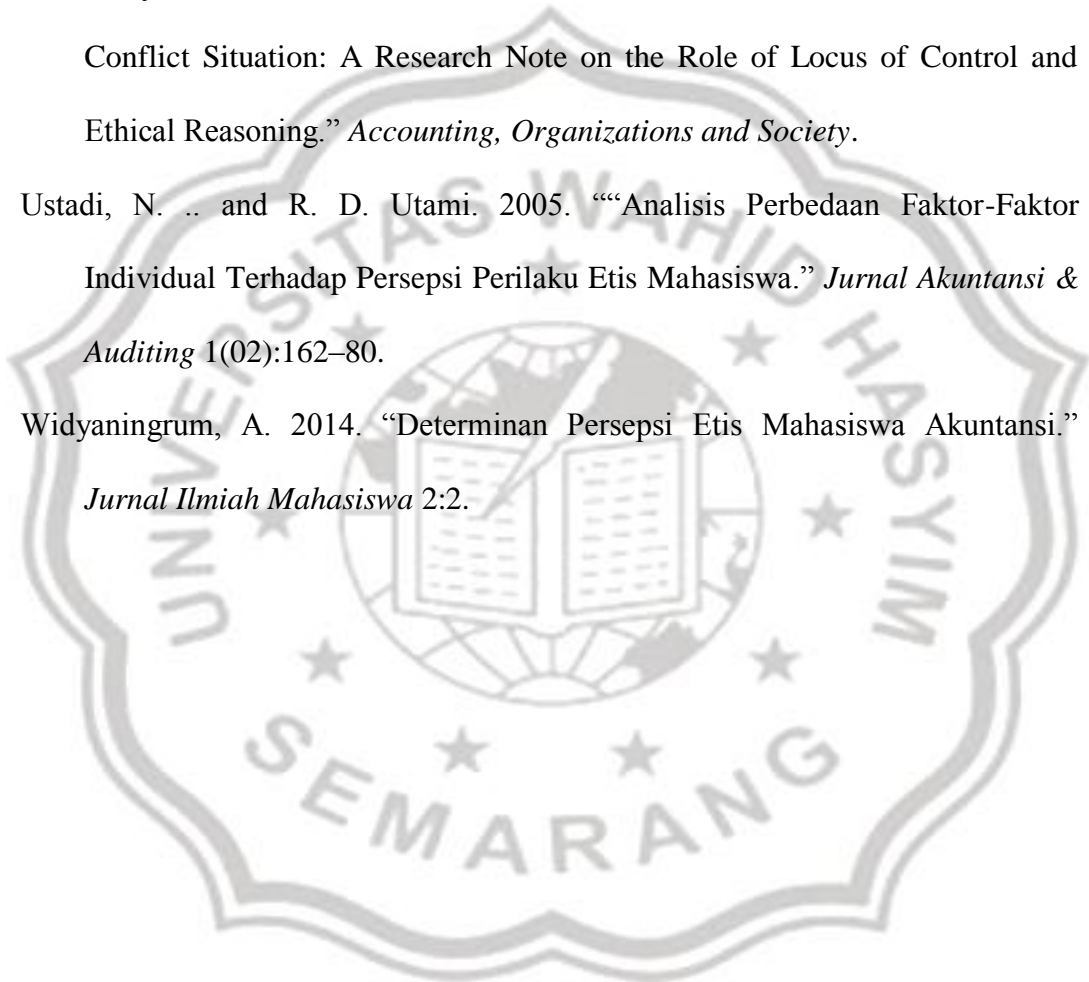 Conflict Situation: A Research Note on the Role of Locus of Control and
Ethical Reasoning.” Accounting, Organizations and Society.
Ustadi, N. .. and R. D. Utami. 2005. ““Analisis Perbedaan Faktor-Faktor
Individual Terhadap Persepsi Perilaku Etis Mahasiswa.” Jurnal Akuntansi &
Auditing 1(02):162–80.
Widyaningrum, A. 2014. “Determinan Persepsi Etis Mahasiswa Akuntansi.”
Jurnal Ilmiah Mahasiswa 2:2.
UNIVERSITAS WAHID HASYIM
SEMARANG